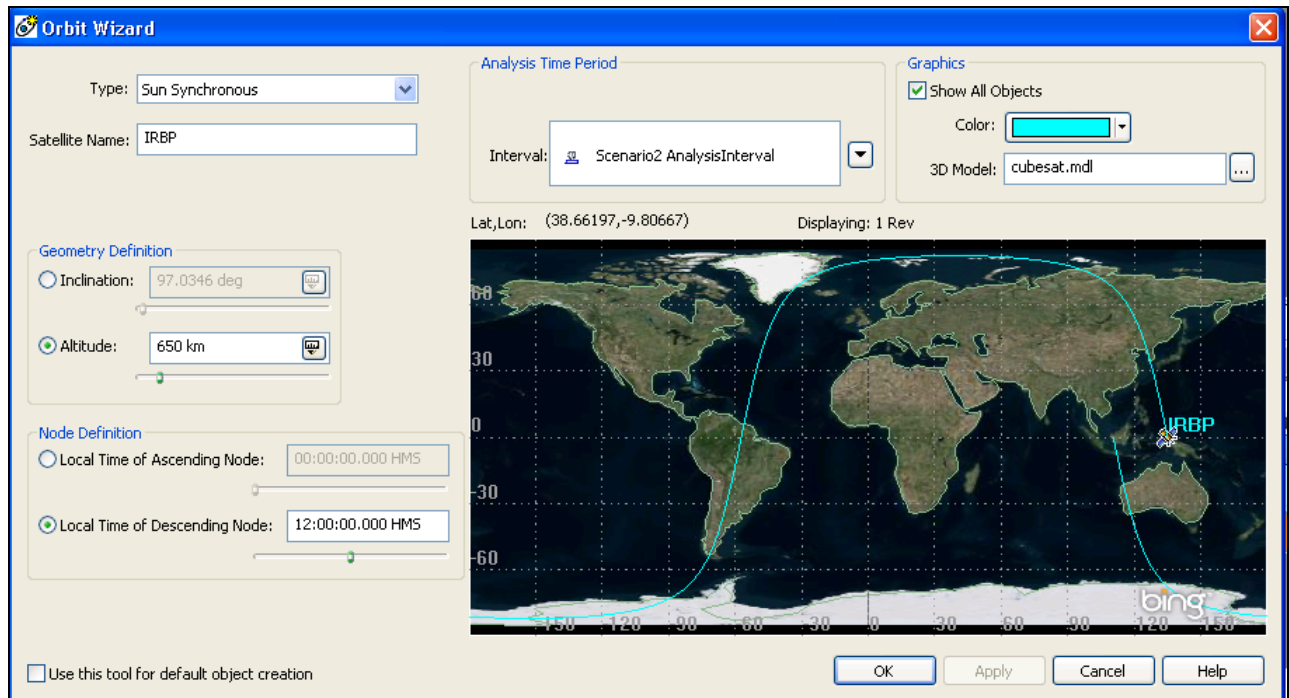 Orbit Wizard
Type: Sun Synchronous
Satellite Name: IRBP
Analysis Time Period
Interval: Scenario2 AnalysisInterval
Graphics
Show All Objects
Color:
3D Model: cubesat.mdl ...
Lat,Lon: (38.66197,-9.80667) Displaying: 1 Rev
Geometry Definition
Inclination: 97.0346 deg
Altitude: 650 km
Node Definition
Local Time of Ascending Node: 00:00:00.000 HMS
Local Time of Descending Node: 12:00:00.000 HMS
60
30
0
IRBP
-30
-60
bing
-150 -120 -90 -60 -30 0 30 60 90 120 150
Use this tool for default object creation
OK Apply Cancel Help